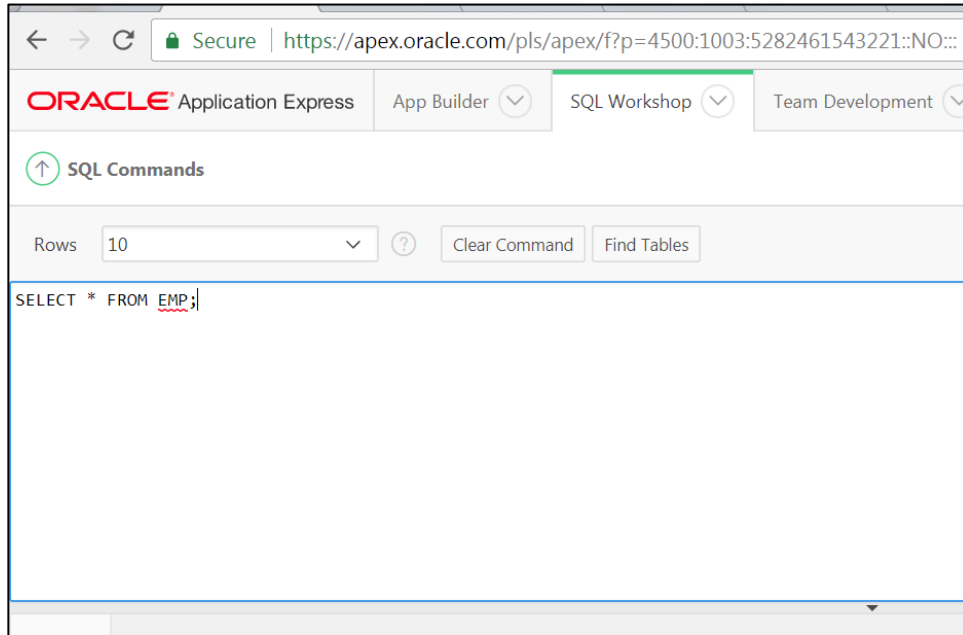 Secure https://apex.oracle.com/pls/apex/f?p=4500:1003:5282461543221::NO:::
ORACLE Application Express App Builder SQL Workshop Team Development
SQL Commands
Rows 10 ? Clear Command Find Tables
SELECT * FROM EMP;